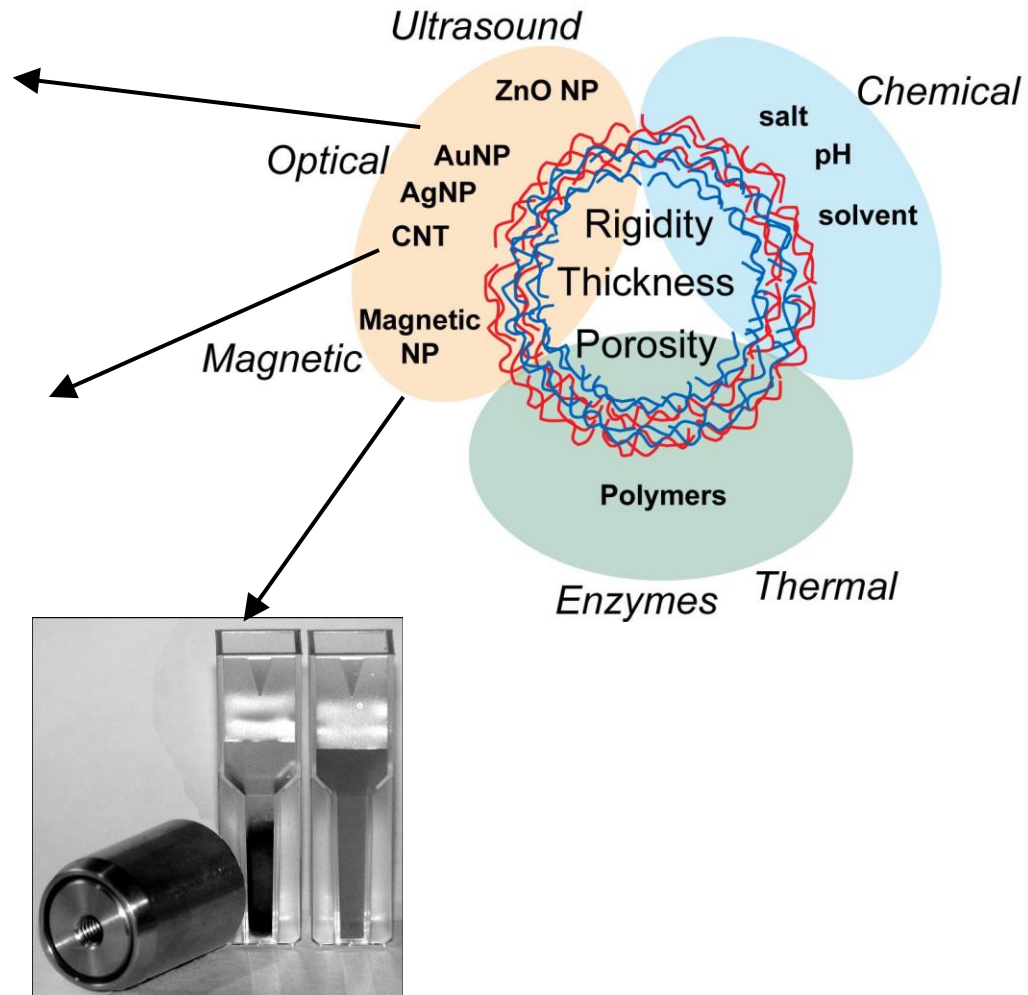 Ultrasound
ZnO NP
Chemical
salt
Optical
AuNP
pH
AgNP
solvent
CNT
Rigidity
Thickness
Magnetic
NP
Porosity
Magnetic
Polymers
Enzymes
Thermal